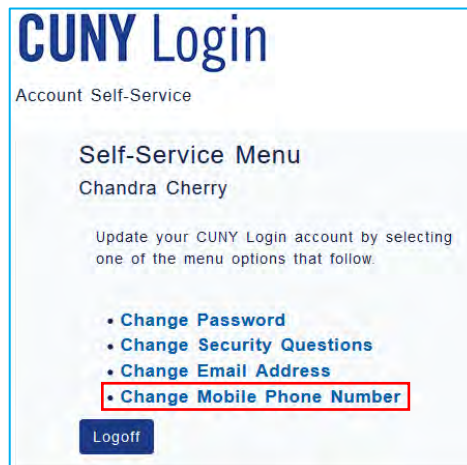 CUNY Login
Account Self-Service
Self-Service Menu
Chandra Cherry
Update your CUNY Login account by selecting
one of the menu options that follow.
• Change Password
• Change Security Questions
• Change Email Address
• Change Mobile Phone Number
Logoff